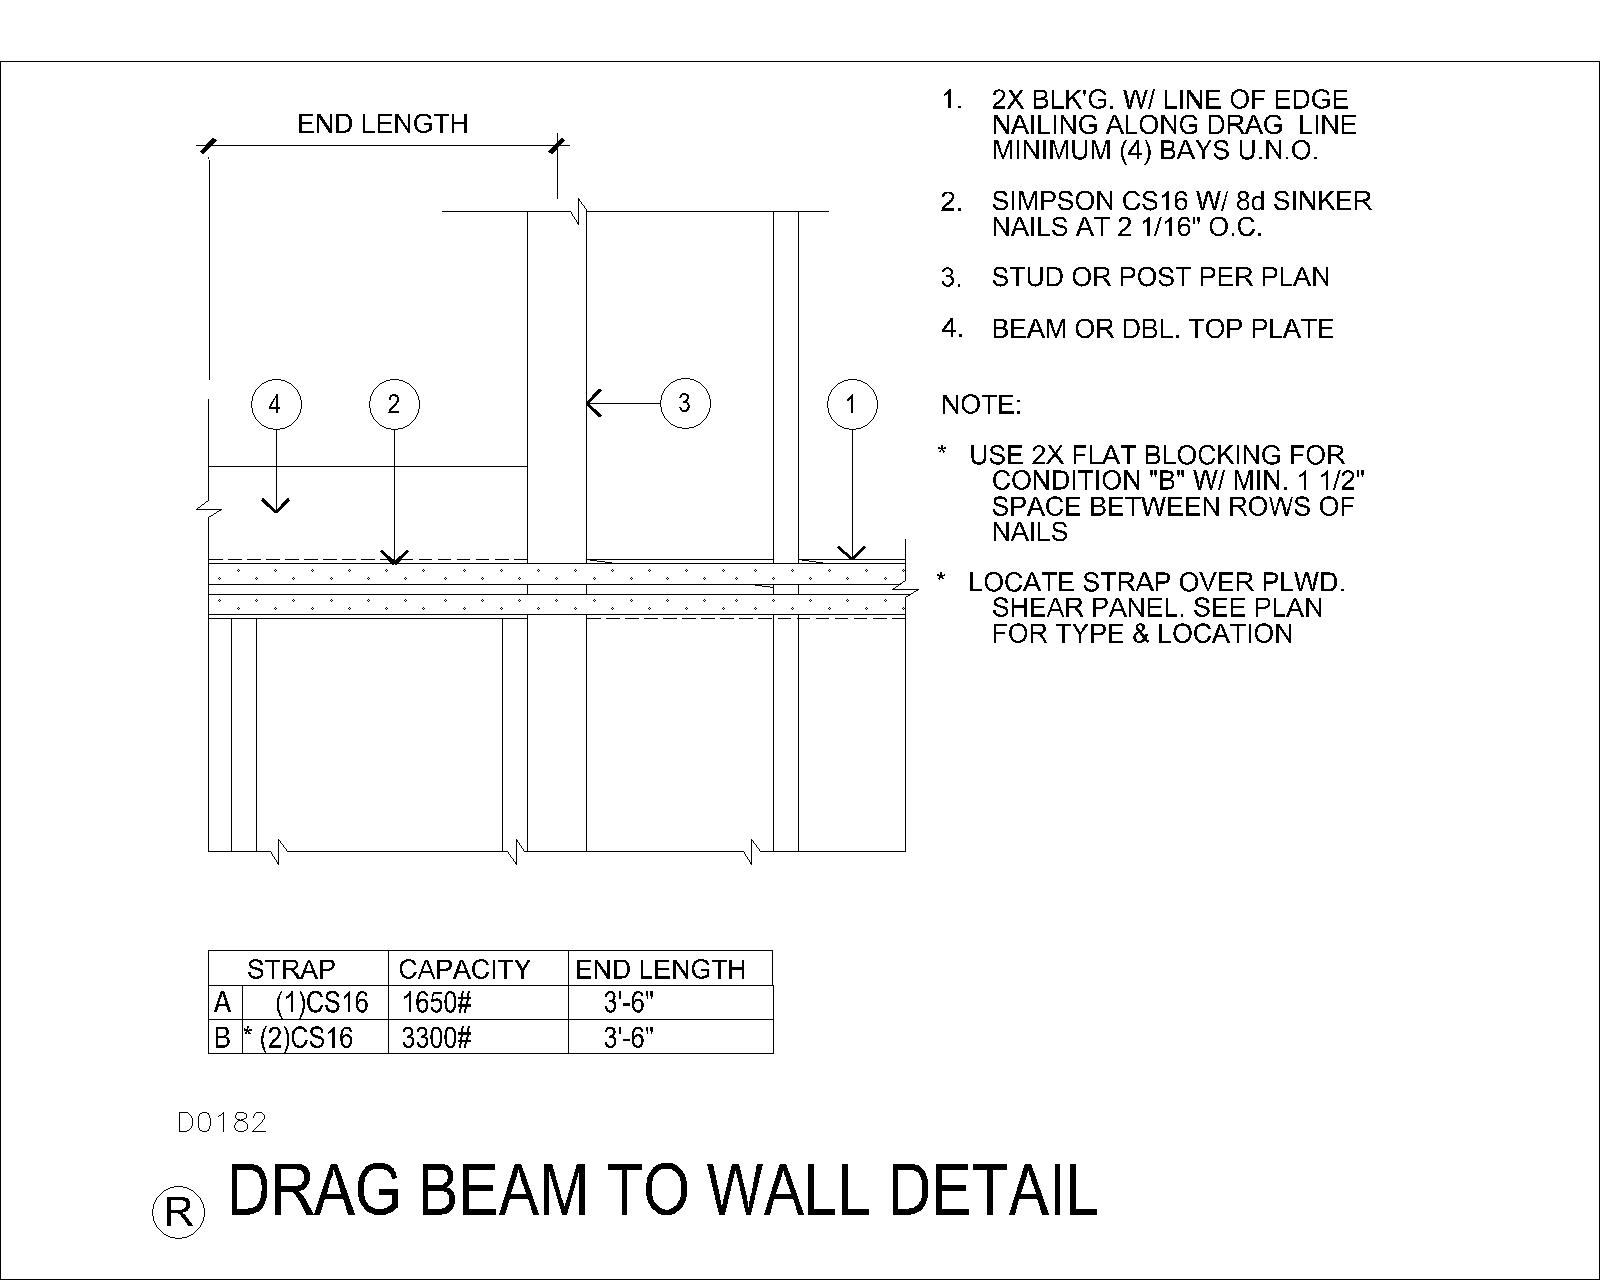 END LENGTH
1. 2X BLK'G. W/ LINE OF EDGE
NAILING ALONG DRAG LINE
MINIMUM (4) BAYS U.N.O.
2. SIMPSON CS16 W/ 8d SINKER
NAILS AT 2 1/16" O.C.
3. STUD OR POST PER PLAN
4. BEAM OR DBL. TOP PLATE
4 2 3 1
NOTE:
* USE 2X FLAT BLOCKING FOR
CONDITION "B" W/ MIN. 1 1/2"
SPACE BETWEEN ROWS OF
NAILS
* LOCATE STRAP OVER PLWD.
SHEAR PANEL. SEE PLAN
FOR TYPE & LOCATION
STRAP CAPACITY END LENGTH
A (1)CS16 1650# 3'-6"
B * (2)CS16 3300# 3'-6"
D0182
R DRAG BEAM TO WALL DETAIL